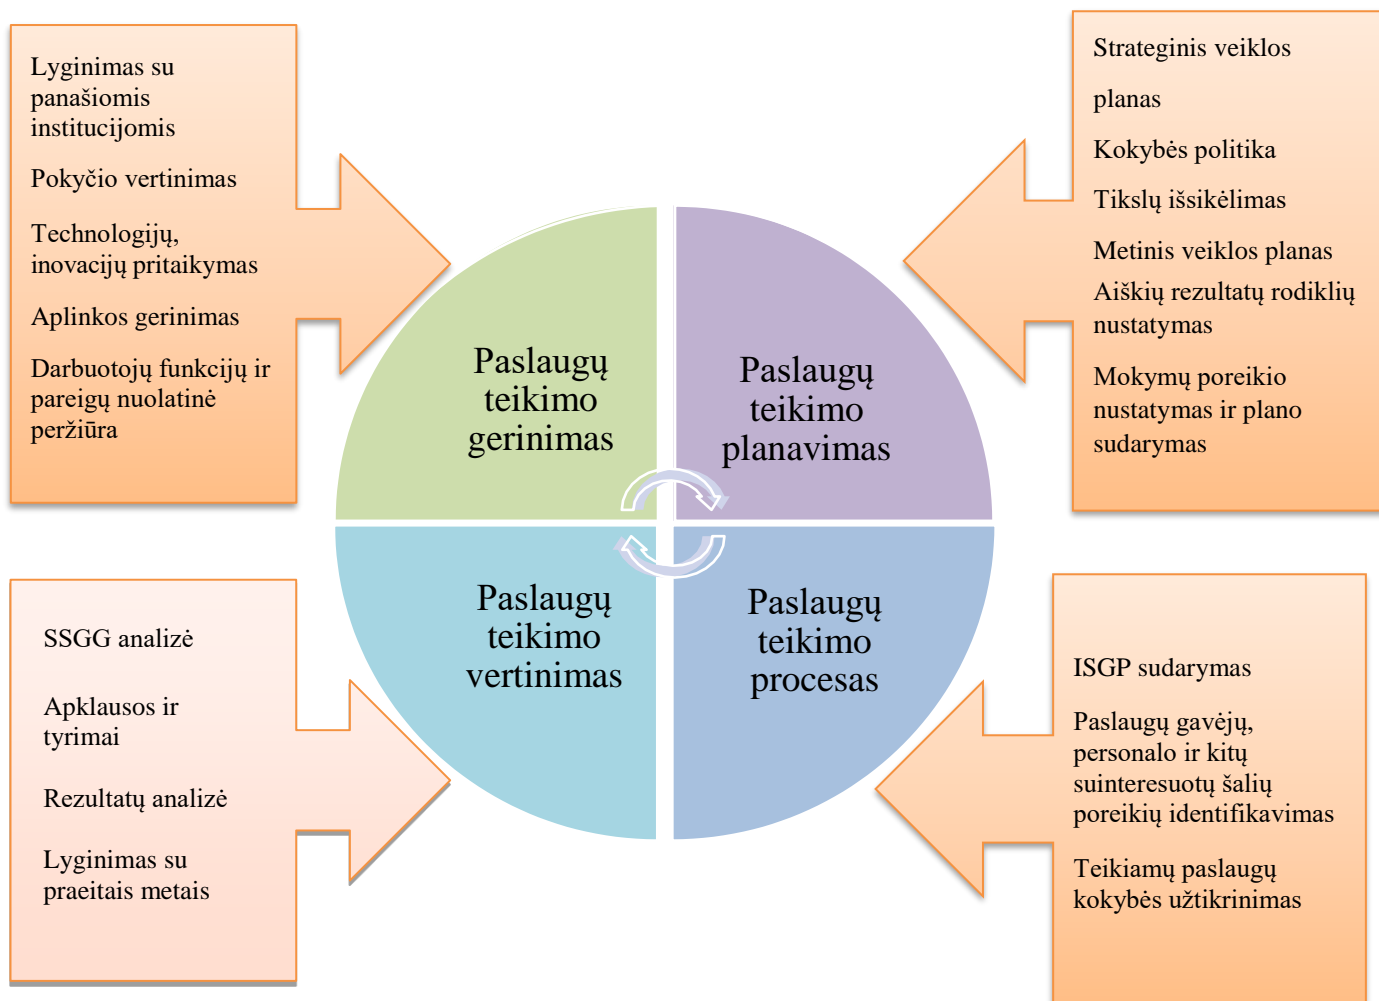 Lyginimas su
panašiomis
institucijomis
Pokyčio vertinimas
Technologijų,
inovacijų pritaikymas
Aplinkos gerinimas
Darbuotojų funkcijų ir
pareigų nuolatinė
peržiūra
Strateginis veiklos
planas
Kokybės politika
Tikslų išsikėlimas
Metinis veiklos planas
Aiškių rezultatų rodiklių
nustatymas
Mokymų poreikio
nustatymas ir plano
sudarymas
Paslaugų
teikimo
gerinimas
Paslaugų
teikimo
planavimas
Paslaugų
teikimo
vertinimas
Paslaugų
teikimo
procesas
SSGG analizė
Apklausos ir
tyrimai
Rezultatų analizė
Lyginimas su
praeitais metais
ISGP sudarymas
Paslaugų gavėjų,
personalo ir kitų
suinteresuotų šalių
poreikių identifikavimas
Teikiamų paslaugų
kokybės užtikrinimas